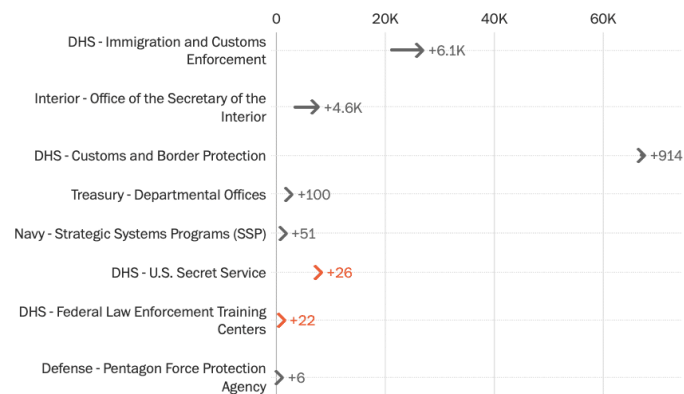 0 20K 40K 60K
DHS - Immigration and Customs
Enforcement
+6.1K
Interior - Office of the Secretary of the
Interior
+4.6K
DHS - Customs and Border Protection +914
Treasury - Departmental Offices +100
Navy - Strategic Systems Programs (SSP) +51
DHS - U.S. Secret Service +26
DHS - Federal Law Enforcement Training
Centers
+22
Defense - Pentagon Force Protection
Agency
+6